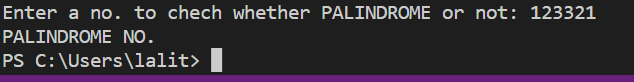 Enter a no. to chech whether PALINDROME or not: 123321
PALINDROME NO.
PS C:\Users\lalit>